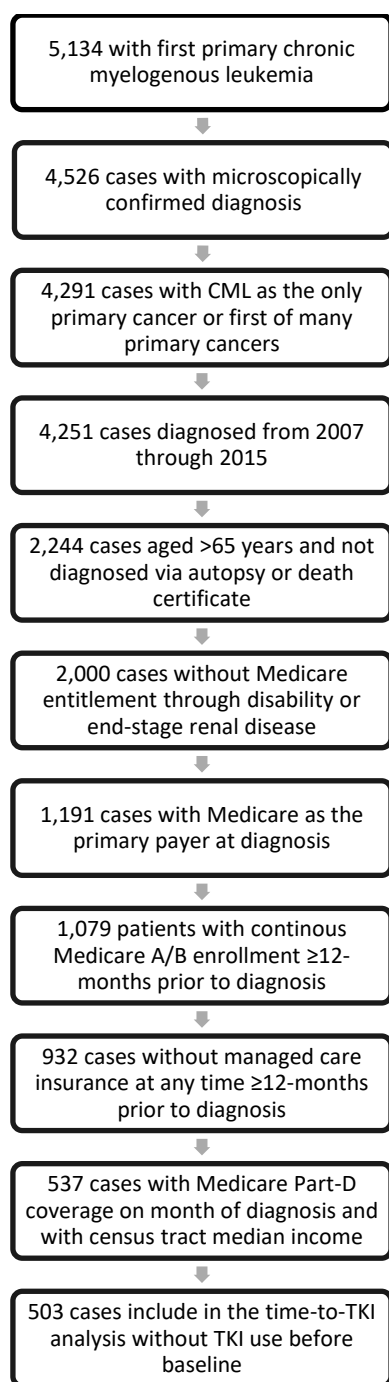 5,134 with first primary chronic
myelogenous leukemia
4,526 cases with microscopically
confirmed diagnosis
4,291 cases with CML as the only
primary cancer or first of many
primary cancers
4,251 cases diagnosed from 2007
through 2015
2,244 cases aged >65 years and not
diagnosed via autopsy or death
certificate
2,000 cases without Medicare
entitlement through disability or
end-stage renal disease
1,191 cases with Medicare as the
primary payer at diagnosis
1,079 patients with continous
Medicare A/B enrollment ≥12-
months prior to diagnosis
932 cases without managed care
insurance at any time ≥12-months
prior to diagnosis
537 cases with Medicare Part-D
coverage on month of diagnosis and
with census tract median income
503 cases include in the time-to-TKI
analysis without TKI use before
baseline